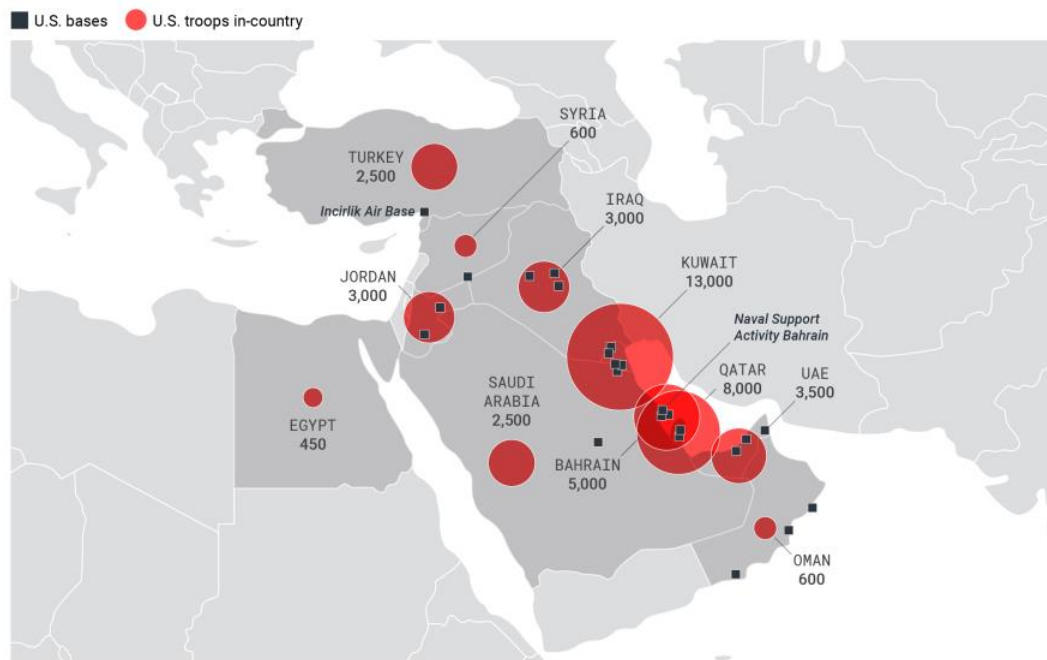 U.S. bases
U.S. troops in-country
SYRIA
600
TURKEY
2,500
Incirlik Air Base
IRAQ
3,000
JORDAN
3,000
KUWAIT
13,000
Naval Support
Activity Bahrain
QATAR
8,000
UAE
3,500
SAUDI
ARABIA
2,500
EGYPT
450
BAHRAIN
5,000
OMAN
600